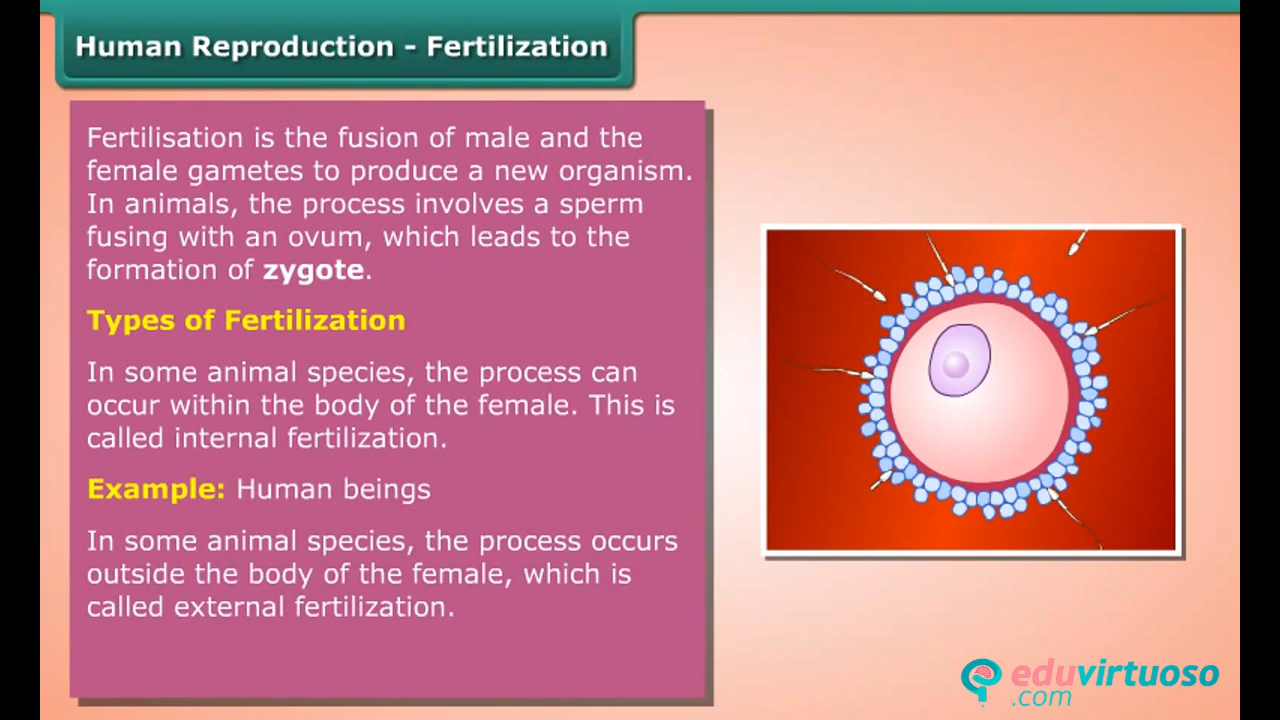 Human Reproduction - Fertilization
Fertilisation is the fusion of male and the
female gametes to produce a new organism.
In animals, the process involves a sperm
fusing with an ovum, which leads to the
formation of zygote.
Types of Fertilization
In some animal species, the process can
occur within the body of the female. This is
called internal fertilization.
Example: Human beings
In some animal species, the process occurs
outside the body of the female, which is
called external fertilization.
eduvirtuoso
.com